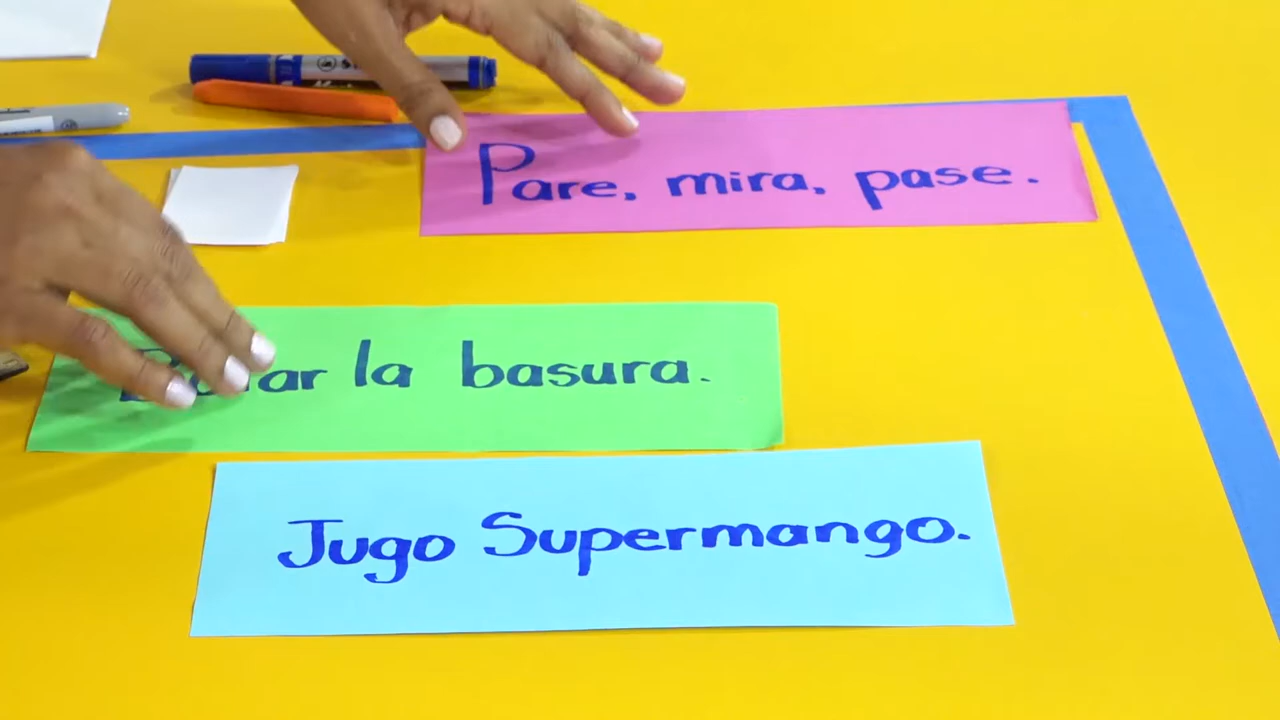 Pare, mira, pase.
la basura.
Jugo Supermango.